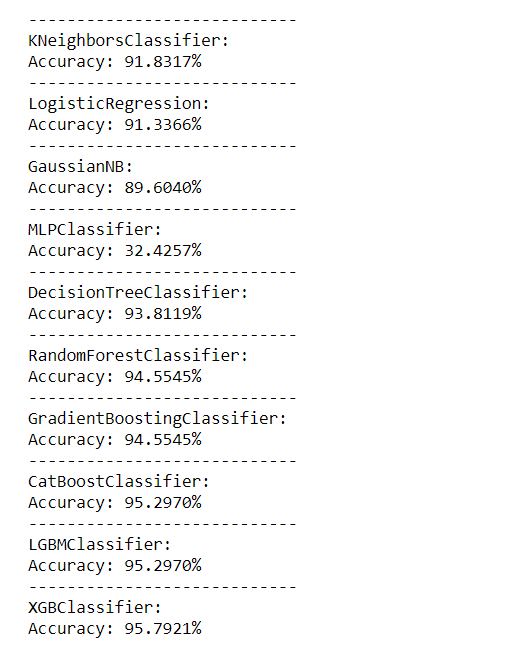 ----------------------------
KNeighborsClassifier:
Accuracy: 91.8317%
----------------------------
LogisticRegression:
Accuracy: 91.3366%
----------------------------
GaussianNB:
Accuracy: 89.6040%
----------------------------
MLPClassifier:
Accuracy: 32.4257%
----------------------------
DecisionTreeClassifier:
Accuracy: 93.8119%
----------------------------
RandomForestClassifier:
Accuracy: 94.5545%
----------------------------
GradientBoostingClassifier:
Accuracy: 94.5545%
----------------------------
CatBoostClassifier:
Accuracy: 95.2970%
----------------------------
LGBMClassifier:
Accuracy: 95.2970%
----------------------------
XGBClassifier:
Accuracy: 95.7921%